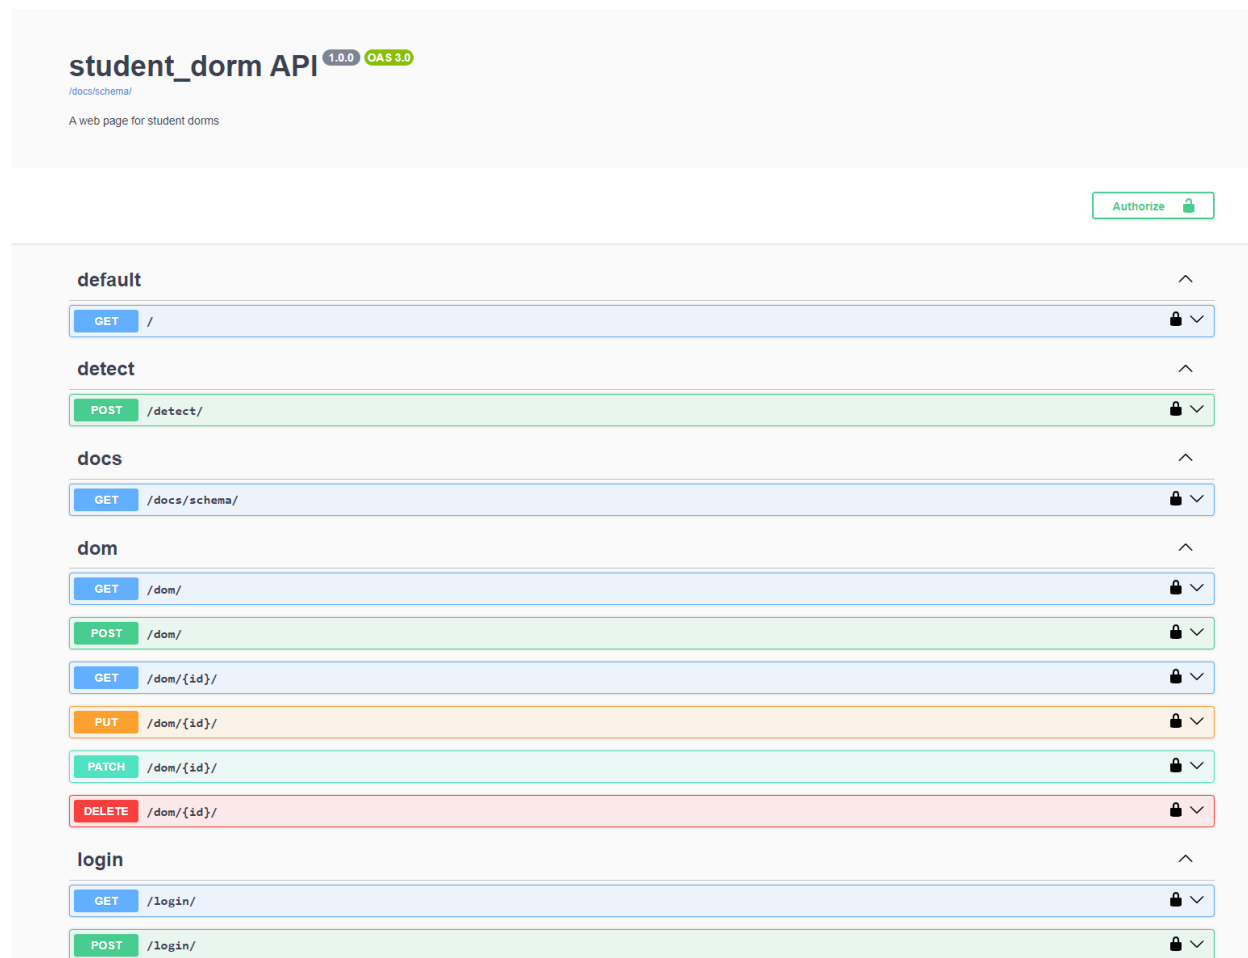 student_dorm API 1.0.0 OAS 3.0
/docs/schema/
A web page for student dorms
Authorize
default
GET /
detect
POST /detect/
docs
GET /docs/schema/
dom
GET /dom/
POST /dom/
GET /dom/{id}/
PUT /dom/{id}/
PATCH /dom/{id}/
DELETE /dom/{id}/
login
GET /login/
POST /login/